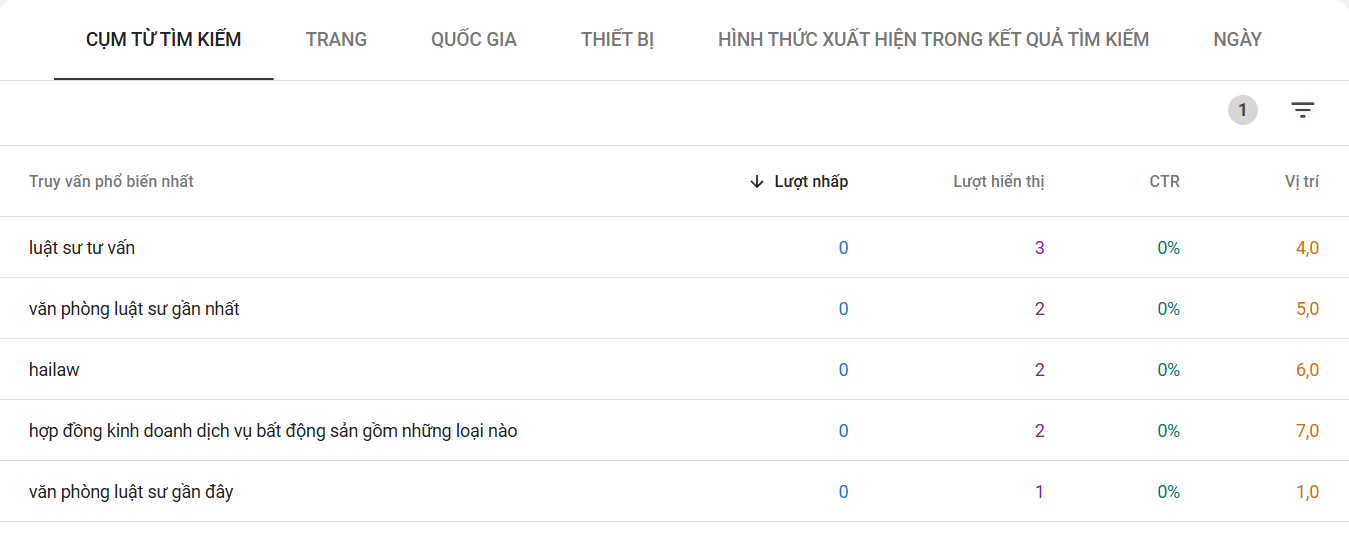 CỤM TỪ TÌM KIẾM TRANG QUỐC GIA THIẾT BỊ HÌNH THỨC XUẤT HIỆN TRONG KẾT QUẢ TÌM KIẾM NGÀY
1
Truy vấn phổ biến nhất Lượt nhấp Lượt hiển thị CTR Vị trí
luật sư tư vấn 0 3 0% 4,0
văn phòng luật sư gần nhất 0 2 0% 5,0
hailaw 0 2 0% 6,0
hợp đồng kinh doanh dịch vụ bất động sản gồm những loại nào 0 2 0% 7,0
văn phòng luật sư gần đây 0 1 0% 1,0